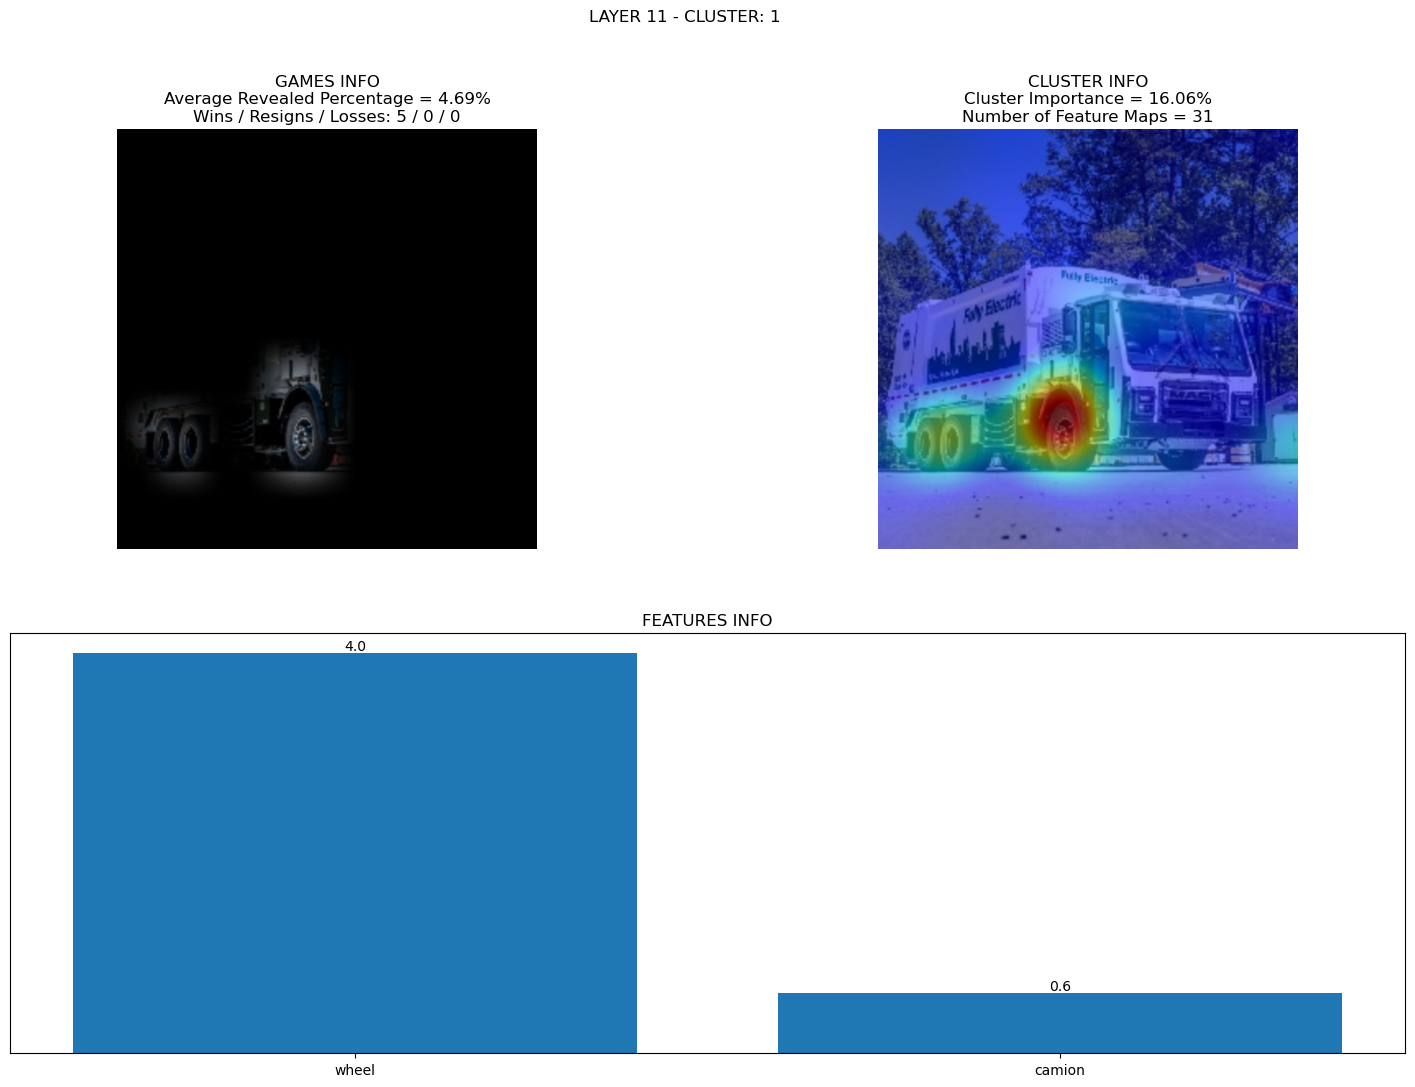 LAYER 11 - CLUSTER: 1
GAMES INFO
Average Revealed Percentage = 4.69%
Wins / Resigns / Losses: 5 / 0 / 0
CLUSTER INFO
Cluster Importance = 16.06%
Number of Feature Maps = 31
Fully Electric
Fully Electric
FEATURES INFO
4.0
0.6
wheel
camion